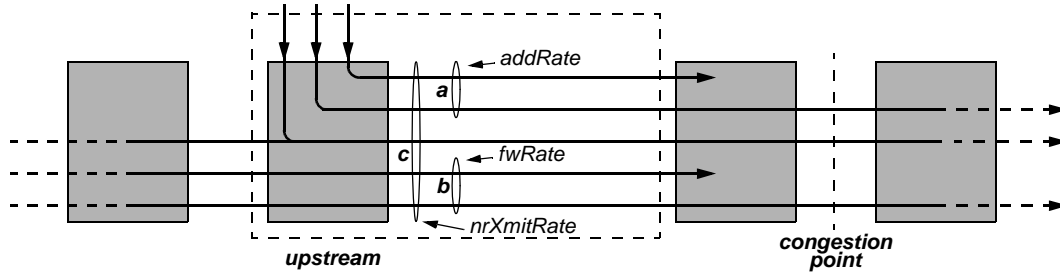 addRate
a
c
fwRate
b
nrXmitRate
upstream
congestion
point